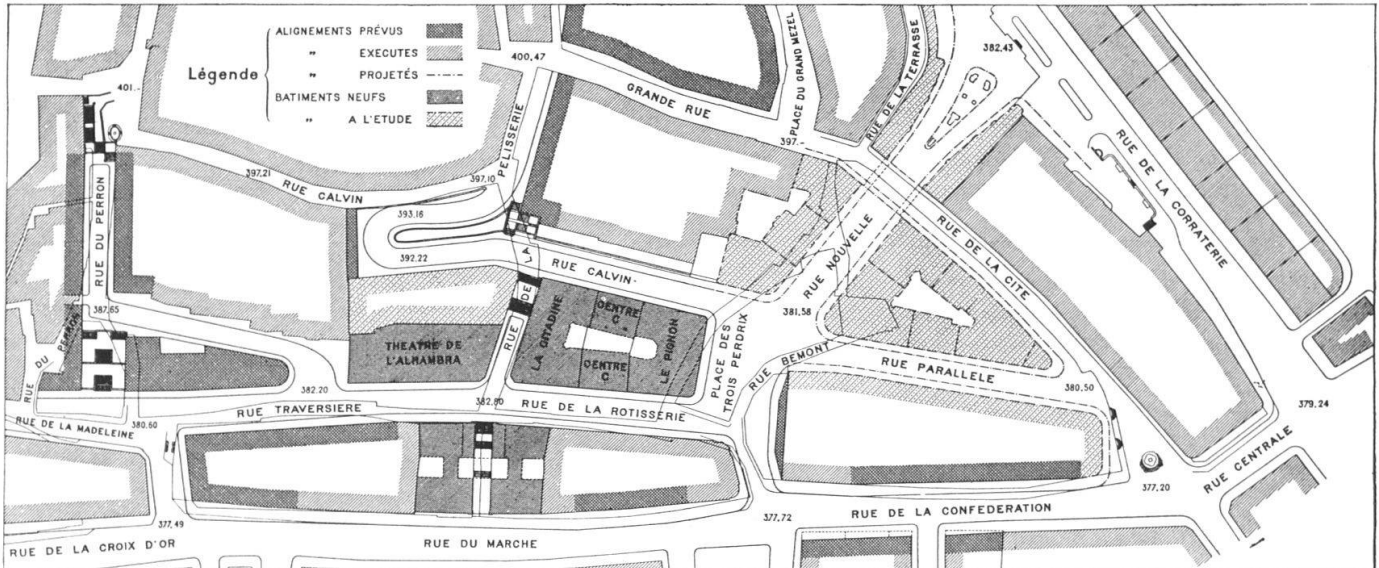 Légende
ALIGNEMENTS PRÉVUS
" EXECUTES
" PROJETÉS
BATIMENTS NEUFS
" A L'ETUDE
400,47
401.-
382,43
GRANDE RUE
PLACE DU GRAND MEZEL
RUE DE LA TERRASSE
G
D
397.-
RUE DE LA CORRATERIE
PELISSERIE
397,21
RUE CALVIN
397,10
393,16
392,22
RUE DU PERRON
387,65
RUE CALVIN
RUE DE LA
RUE NOUVELLE
RUE DE LA CITE
381,58
THEATRE DE
L'ALHAMBRA
LA CITADINE
CENTRE
C
CENTRE
C
LE PIGNON
PLACE DES
TROIS PERDRIX
RUE BEMONT
RUE PARALLELE
380,50
379,24
RUE DU PERRON
382,20
382,80
RUE TRAVERSIERE
RUE DE LA ROTISSERIE
RUE DE LA MADELEINE
380,60
RUE CENTRALE
377,20
377,49
377,72
RUE DE LA CONFEDERATION
RUE DE LA CROIX D'OR
RUE DU MARCHE